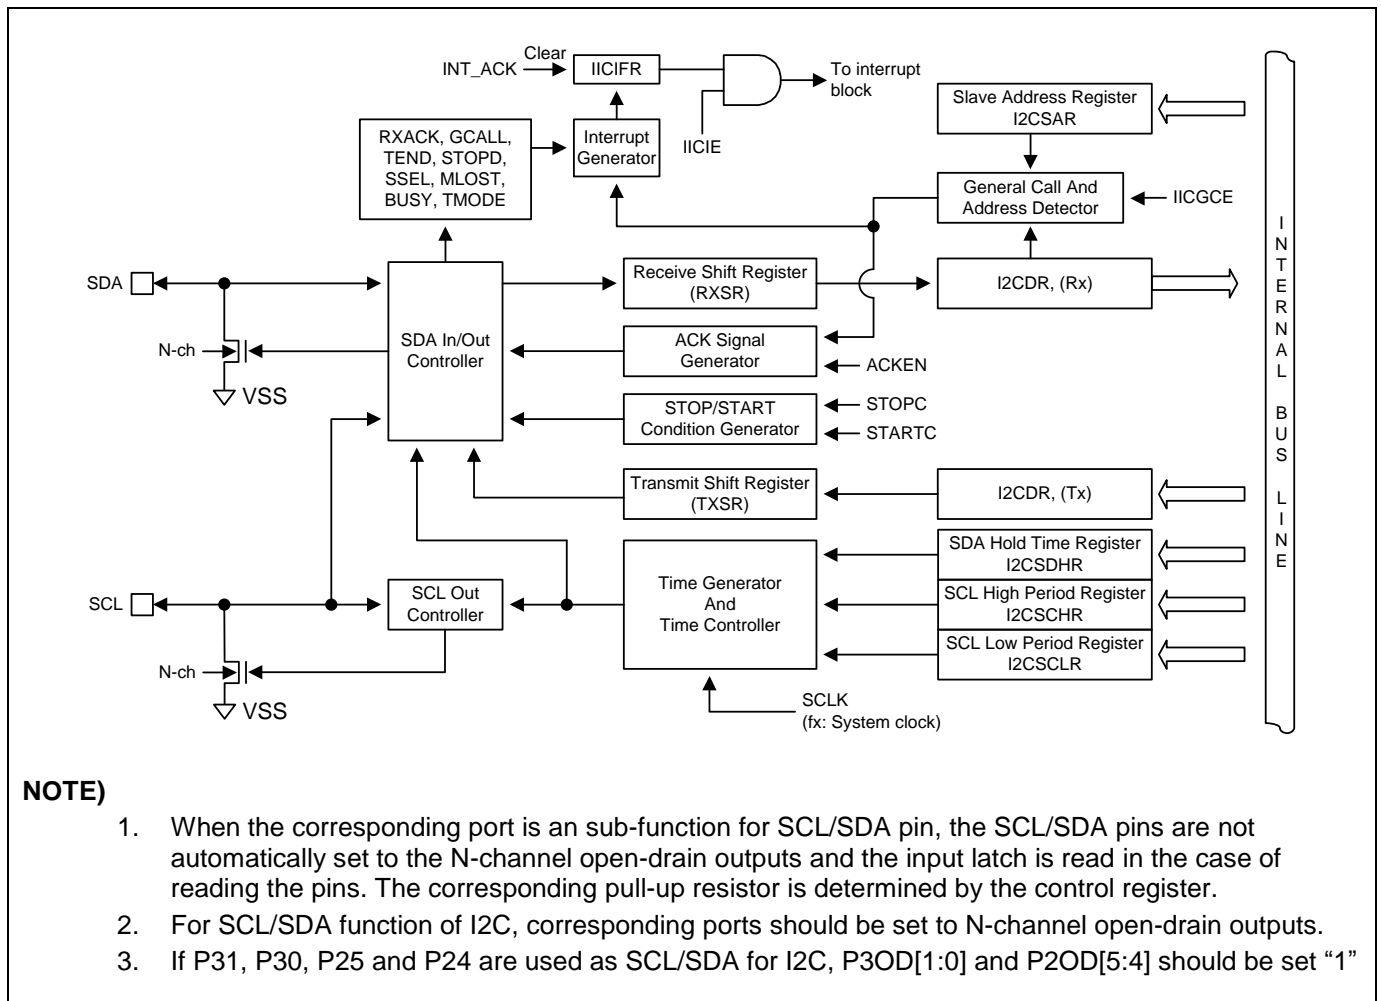 Clear
INT_ACK
IICIFR
To interrupt
block
IICIE
Slave Address Register
I2CSAR
RXACK, GCALL,
TEND, STOPD,
SSEL, MLOST,
BUSY, TMODE
Interrupt
Generator
General Call And
Address Detector
IICGCE
SDA
N-ch
VSS
SDA In/Out
Controller
Receive Shift Register
(RXSR)
I2CDR, (Rx)
ACK Signal
Generator
ACKEN
STOP/START
Condition Generator
STOPC
STARTC
Transmit Shift Register
(TXSR)
I2CDR, (Tx)
SDA Hold Time Register
I2CSDHR
SCL High Period Register
I2CSCHR
SCL Low Period Register
I2CSCLR
Time Generator
And
Time Controller
SCL
SCL Out
Controller
N-ch
VSS
SCLK
(fx: System clock)
INTERNAL BUS LINE
NOTE)
1. When the corresponding port is an sub-function for SCL/SDA pin, the SCL/SDA pins are not
automatically set to the N-channel open-drain outputs and the input latch is read in the case of
reading the pins. The corresponding pull-up resistor is determined by the control register.
2. For SCL/SDA function of I2C, corresponding ports should be set to N-channel open-drain outputs.
3. If P31, P30, P25 and P24 are used as SCL/SDA for I2C, P3OD[1:0] and P2OD[5:4] should be set “1”